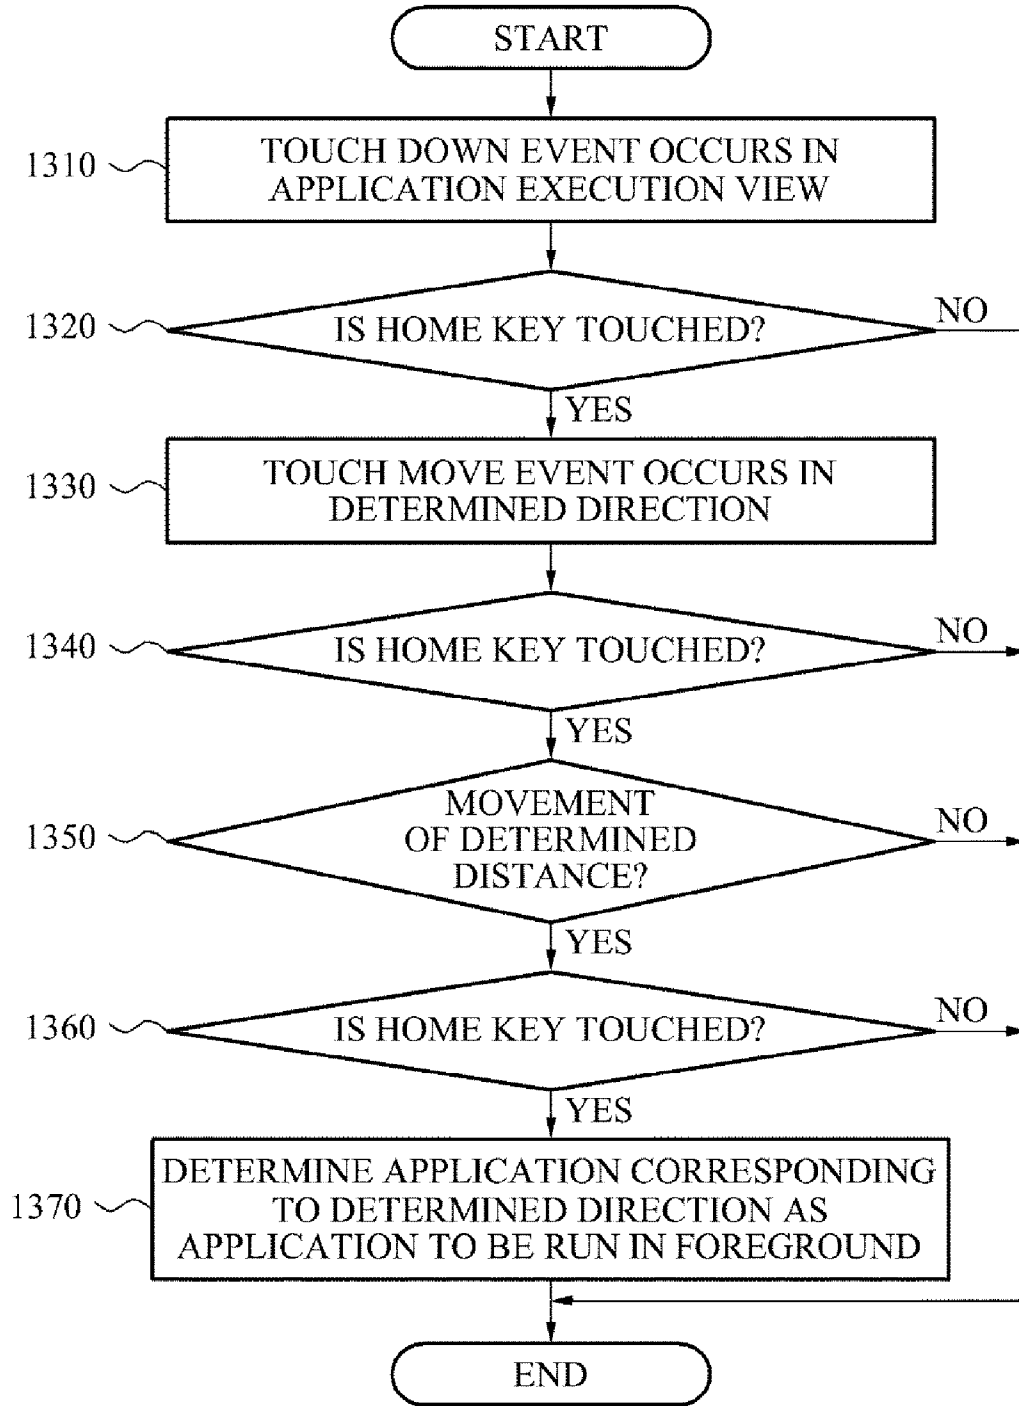 START
1310
TOUCH DOWN EVENT OCCURS IN
APPLICATION EXECUTION VIEW
1320
IS HOME KEY TOUCHED?
NO
YES
1330
TOUCH MOVE EVENT OCCURS IN
DETERMINED DIRECTION
1340
IS HOME KEY TOUCHED?
NO
YES
1350
MOVEMENT
OF DETERMINED
DISTANCE?
NO
YES
1360
IS HOME KEY TOUCHED?
NO
YES
1370
DETERMINE APPLICATION CORRESPONDING
TO DETERMINED DIRECTION AS
APPLICATION TO BE RUN IN FOREGROUND
END